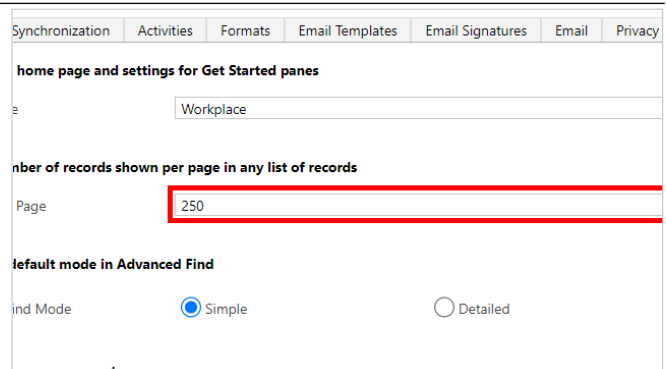 Synchronization Activities Formats Email Templates Email Signatures Email Privacy
home page and settings for Get Started panes
Workplace
of records shown per page in any list of records
Page 250
default mode in Advanced Find
Mode Simple Detailed